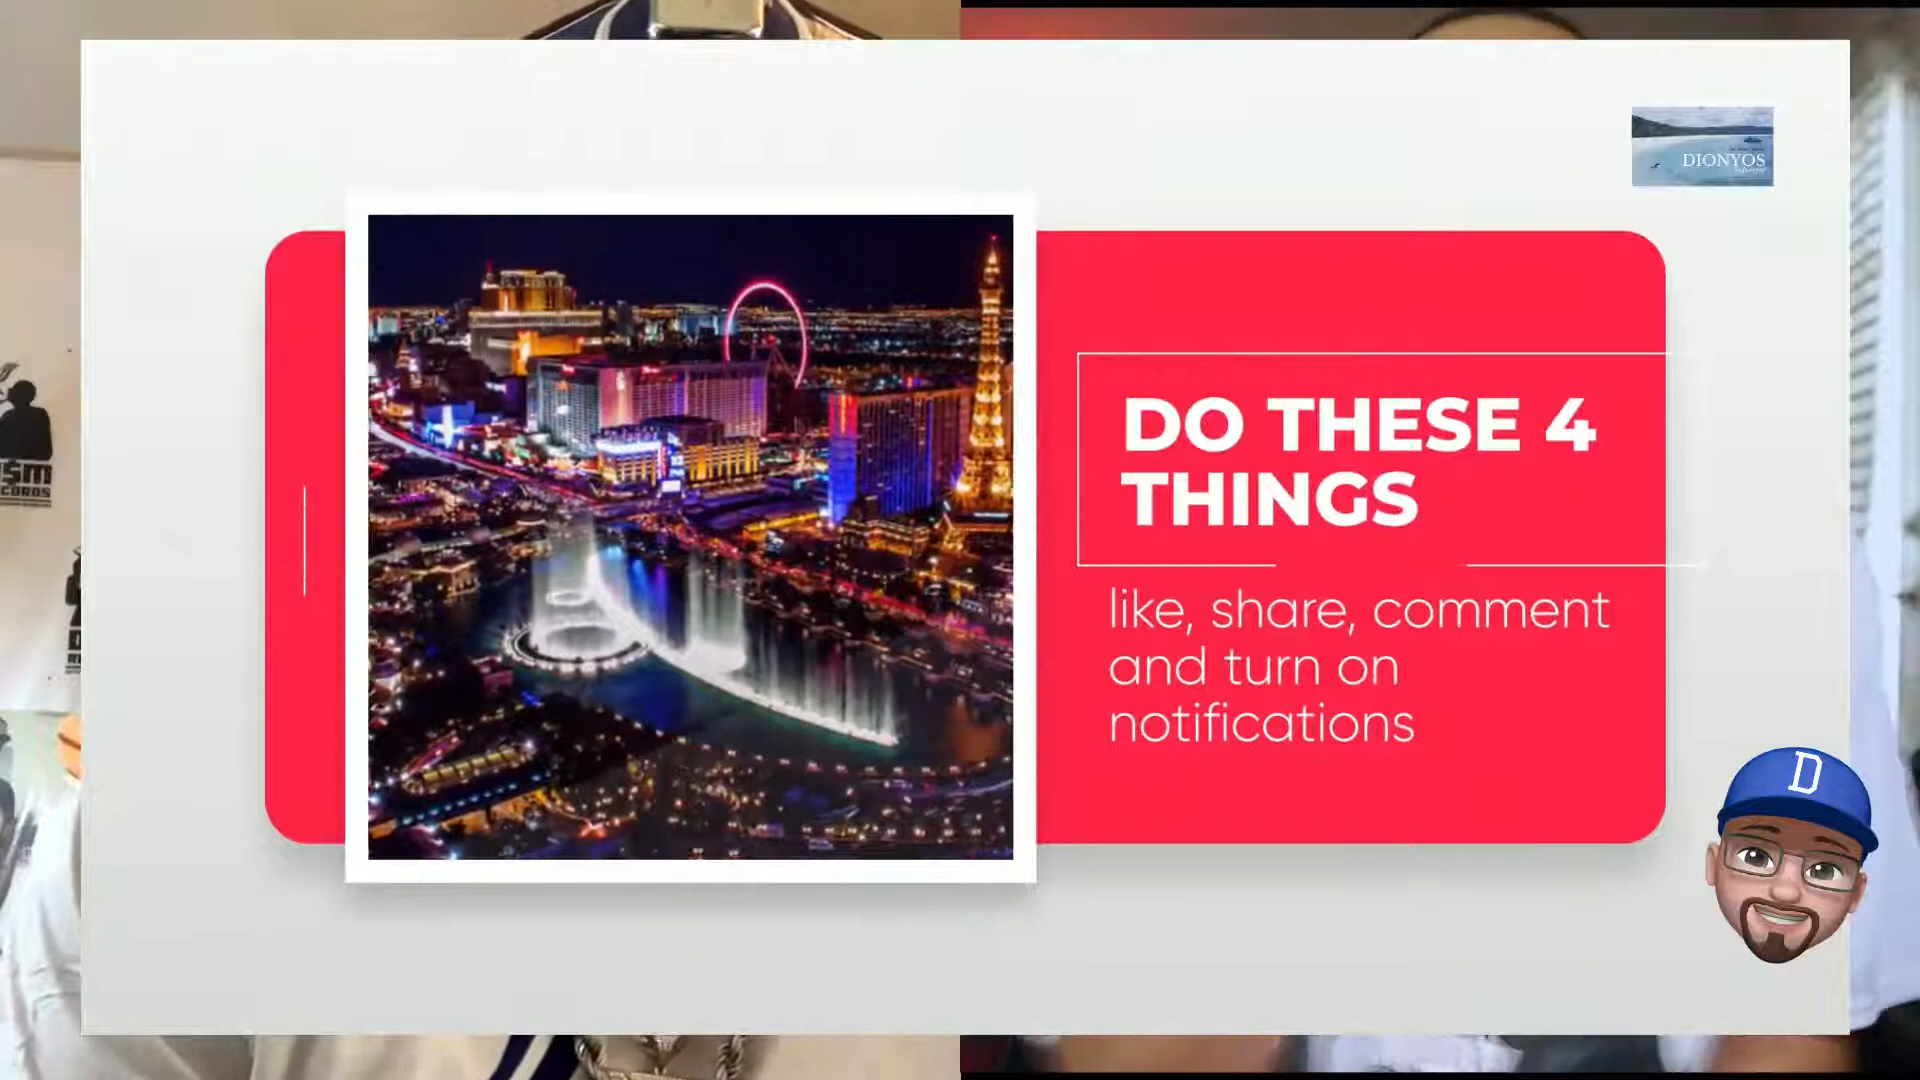 DIONYOS
DO THESE 4
THINGS
like, share, comment
and turn on
notifications
D